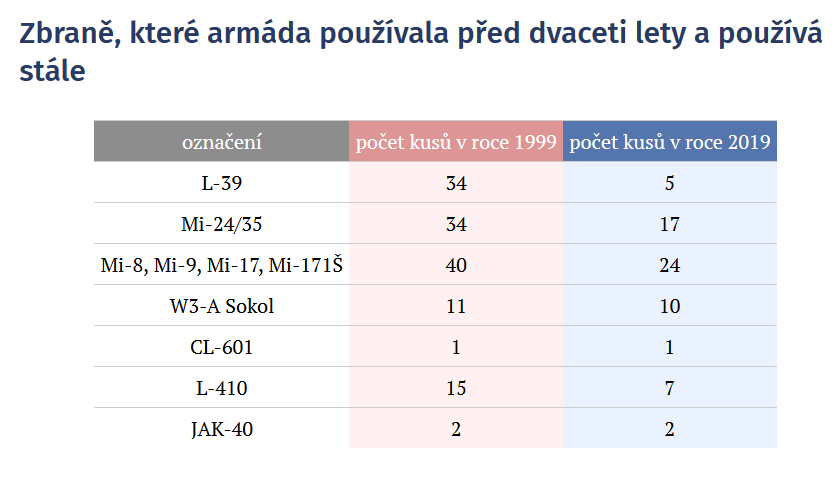 Zbraně, které armáda používala před dvaceti lety a používá
stále
označení počet kusů v roce 1999 počet kusů v roce 2019
L-39 34 5
Mi-24/35 34 17
Mi-8, Mi-9, Mi-17, Mi-171Š 40 24
W3-A Sokol 11 10
CL-601 1 1
L-410 15 7
JAK-40 2 2